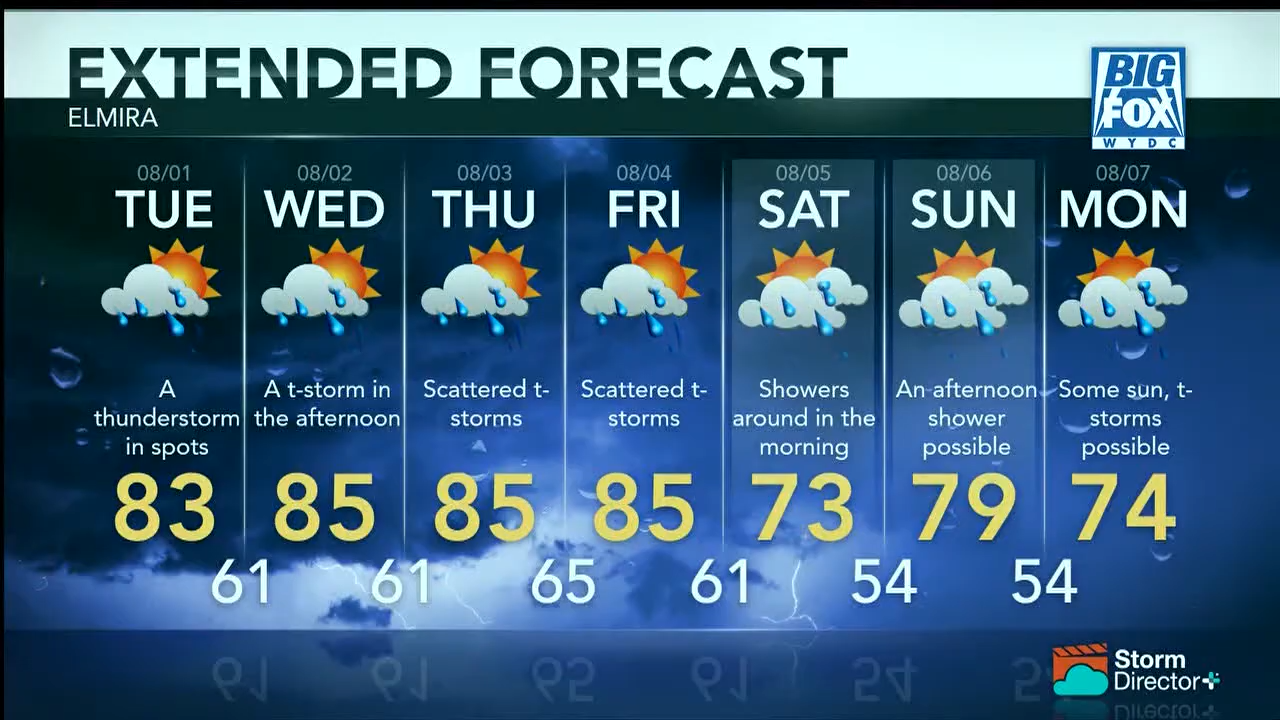 EXTENDED FORECAST
ELMIRA
BIG
FOX
WYDC
08/01
TUE
A
thunderstorm
in spots
83
61
08/02
WED
A t-storm in
the afternoon
85
61
08/03
THU
Scattered t-
storms
85
65
08/04
FRI
Scattered t-
storms
85
61
08/05
SAT
Showers
around in the
morning
73
54
08/06
SUN
An afternoon
shower
possible
79
54
08/07
MON
Some sun, t-
storms
possible
74
Storm
Director+